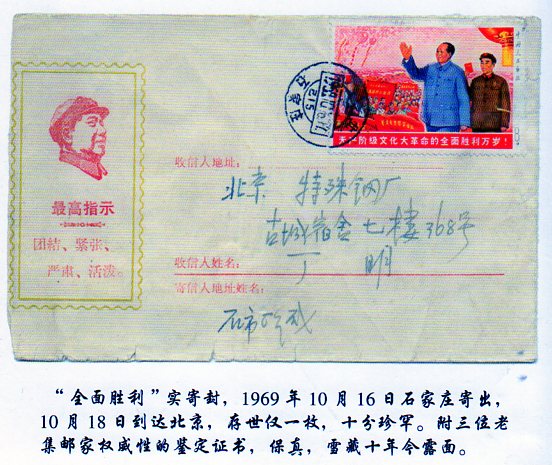 石家庄
无产阶级文化大革命的全面胜利万岁！
最高指示
团结、紧张、
严肃、活泼。
收信人地址：
北京 特殊钢厂
古城宿舍七楼368号
收信人姓名：
丁 明
寄信人地址姓名：
石市
“全面胜利”实寄封，1969年10月16日石家庄寄出，
10月18日到达北京，存世仅一枚，十分珍罕。附三位老
集邮家权威性的鉴定证书，保真，雪藏十年今露面。